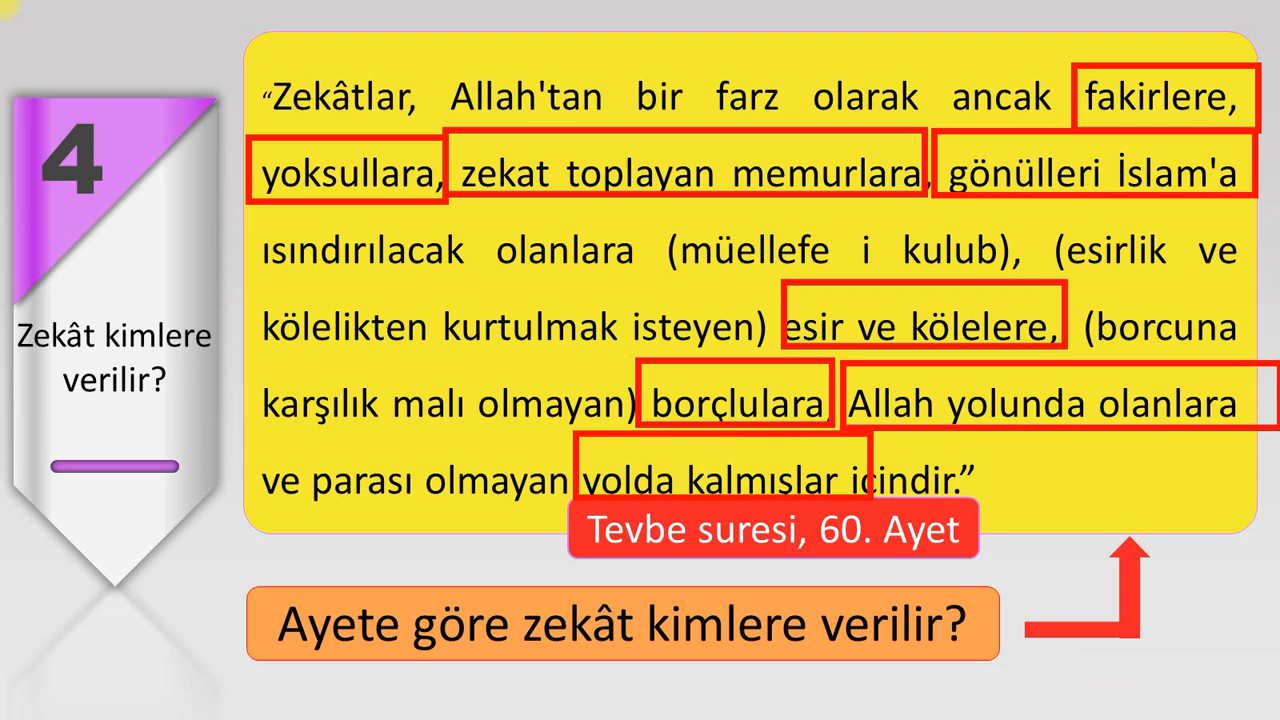 4
Zekât kimlere
verilir?
“Zekâtlar, Allah'tan bir farz olarak ancak fakirlere,
yoksullara, zekat toplayan memurlara, gönülleri İslam'a
ısındırılacak olanlara (müellefe i kulub), (esirlik ve
kölelikten kurtulmak isteyen) esir ve kölelere, (borcuna
karşılık malı olmayan) borçlulara, Allah yolunda olanlara
ve parası olmayan yolda kalmışlar içindir.”
Tevbe suresi, 60. Ayet
Ayete göre zekât kimlere verilir?